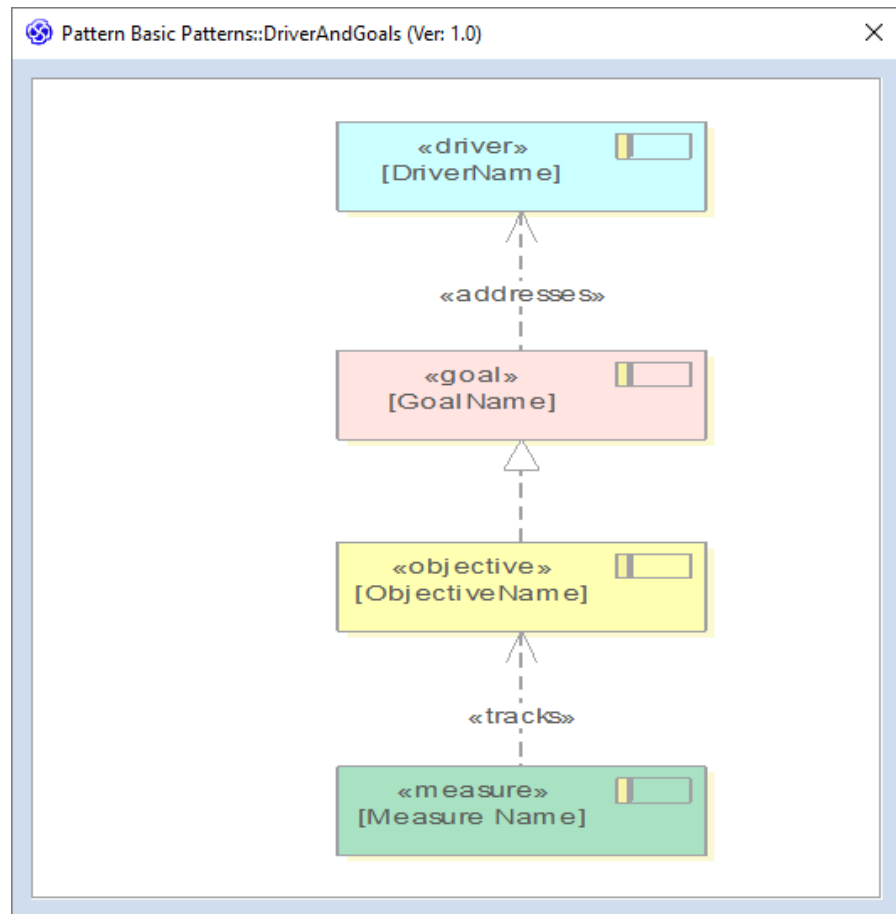 Pattern Basic Patterns::DriverAndGoals (Ver: 1.0)
«driver»
[DriverName]
«addresses»
«goal»
[GoalName]
«objective»
[ObjectiveName]
«tracks»
«measure»
[Measure Name]